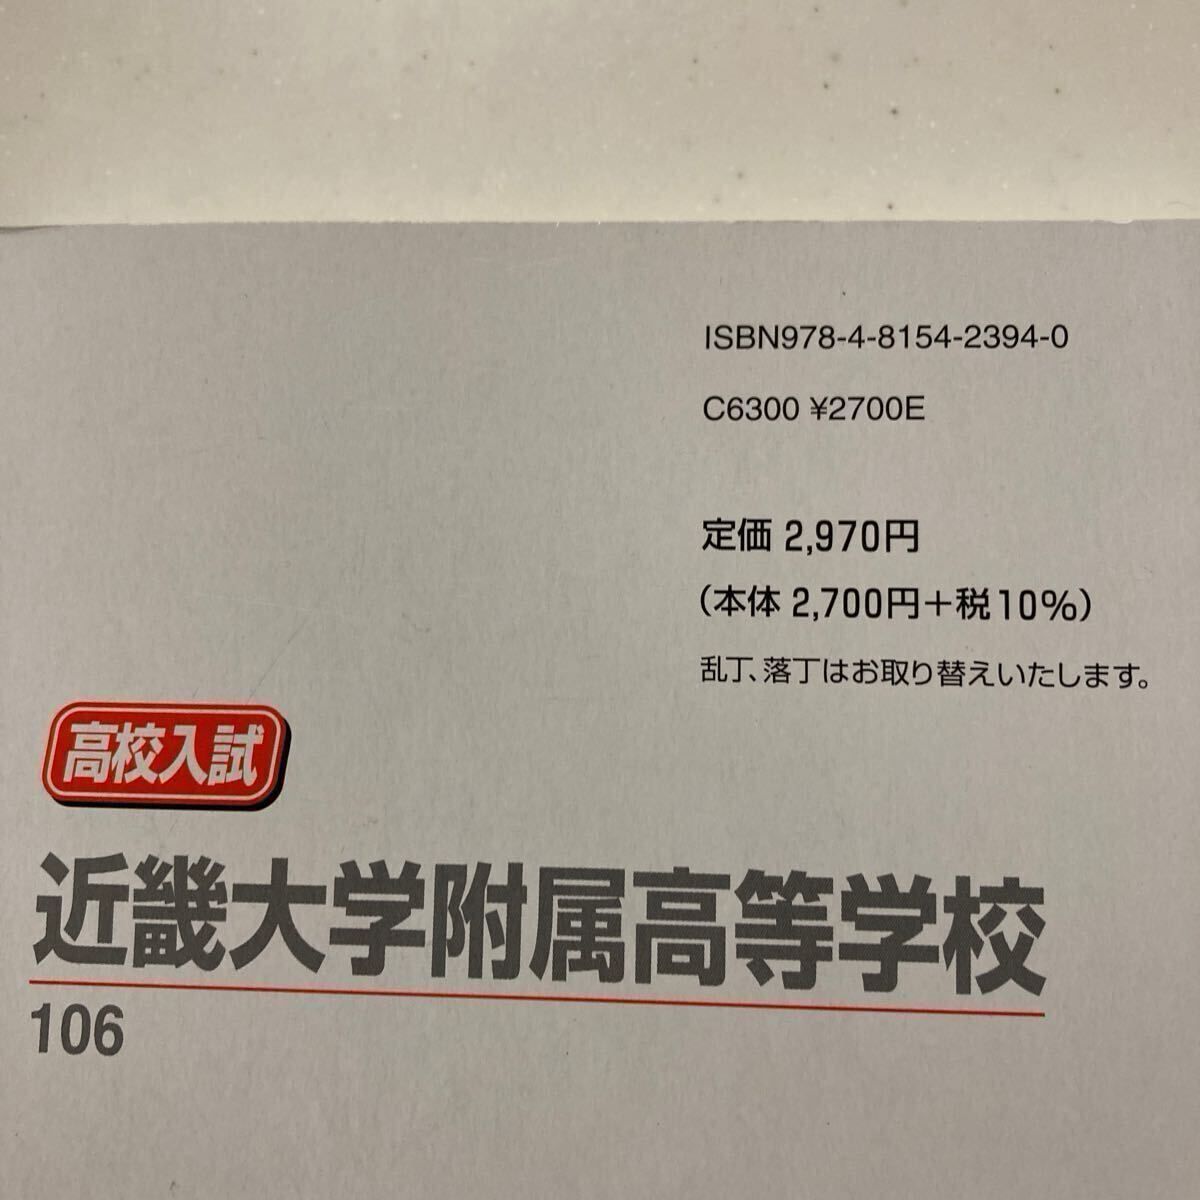 ISBN978-4-8154-2394-0
C6300 ¥2700E
定価 2,970円
（本体 2,700円＋税10%）
乱丁、落丁はお取り替えいたします。
高校入試
近畿大学附属高等学校
106